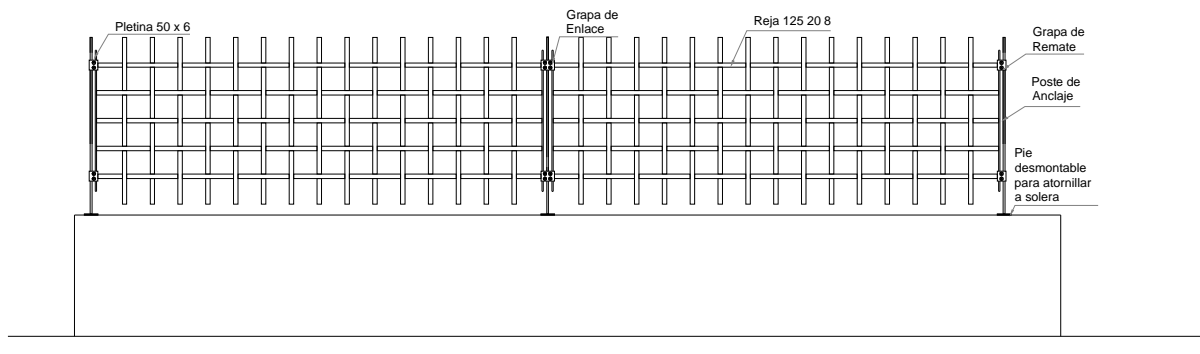 Pletina 50 x 6
Grapa de
Enlace
Reja 125 20 8
Grapa de
Remate
Poste de
Anclaje
Pie
desmontable
para atornillar
a solera